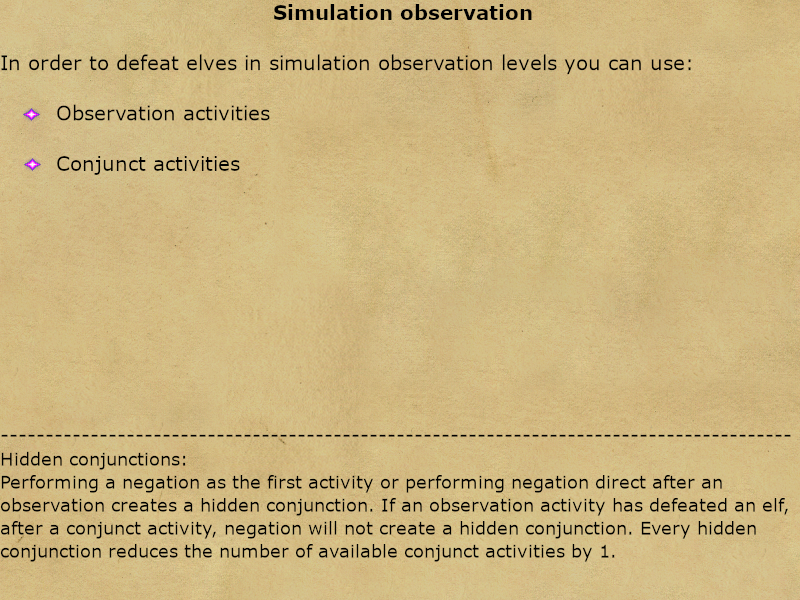 Simulation observation
In order to defeat elves in simulation observation levels you can use:
Observation activities
Conjunct activities
--------------------------------------------------------------------------------------
Hidden conjunctions:
Performing a negation as the first activity or performing negation direct after an
observation creates a hidden conjunction. If an observation activity has defeated an elf,
after a conjunct activity, negation will not create a hidden conjunction. Every hidden
conjunction reduces the number of available conjunct activities by 1.